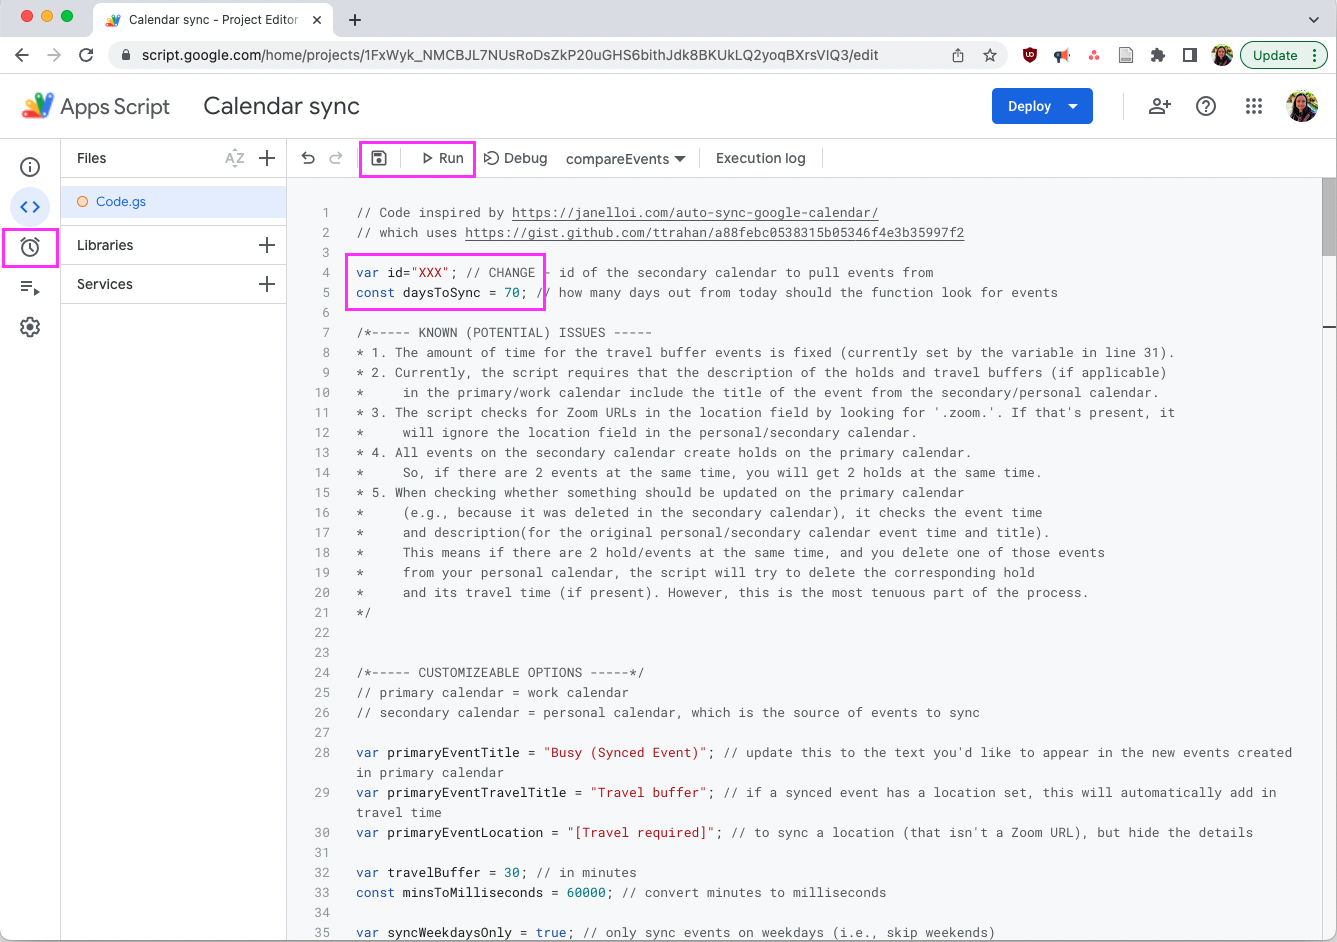 Calendar sync - Project Editor
script.google.com/home/projects/1FxWyk_NMCBJL7NUsRoDsZkP20uGHS6bithJdk8BKUkLQ2yoqBXrsVIQ3/edit
Update
Apps Script
Calendar sync
Deploy
Files
AZ
Run
Debug
compareEvents
Execution log
Code.gs
Libraries
Services
1 // Code inspired by https://janelloi.com/auto-sync-google-calendar/
2 // which uses https://gist.github.com/ttrahan/a88febc0538315b05346f4e3b35997f2
3
4 var id="XXX"; // CHANGE - id of the secondary calendar to pull events from
5 const daysToSync = 70; // how many days out from today should the function look for events
6
7 /*----- KNOWN (POTENTIAL) ISSUES -----
8 * 1. The amount of time for the travel buffer events is fixed (currently set by the variable in line 31).
9 * 2. Currently, the script requires that the description of the holds and travel buffers (if applicable)
10 *     in the primary/work calendar include the title of the event from the secondary/personal calendar.
11 * 3. The script checks for Zoom URLs in the location field by looking for '.zoom.'. If that's present, it
12 *     will ignore the location field in the personal/secondary calendar.
13 * 4. All events on the secondary calendar create holds on the primary calendar.
14 *     So, if there are 2 events at the same time, you will get 2 holds at the same time.
15 * 5. When checking whether something should be updated on the primary calendar
16 *     (e.g., because it was deleted in the secondary calendar), it checks the event time
17 *     and description(for the original personal/secondary calendar event time and title).
18 *     This means if there are 2 hold/events at the same time, and you delete one of those events
19 *     from your personal calendar, the script will try to delete the corresponding hold
20 *     and its travel time (if present). However, this is the most tenuous part of the process.
21 */
22
23
24 /*----- CUSTOMIZEABLE OPTIONS -----*/
25 // primary calendar = work calendar
26 // secondary calendar = personal calendar, which is the source of events to sync
27
28 var primaryEventTitle = "Busy (Synced Event)"; // update this to the text you'd like to appear in the new events created
in primary calendar
29 var primaryEventTravelTitle = "Travel buffer"; // if a synced event has a location set, this will automatically add in
travel time
30 var primaryEventLocation = "[Travel required]"; // to sync a location (that isn't a Zoom URL), but hide the details
31
32 var travelBuffer = 30; // in minutes
33 const minsToMilliseconds = 60000; // convert minutes to milliseconds
34
35 var syncWeekdaysOnly = true; // only sync events on weekdays (i.e., skip weekends)